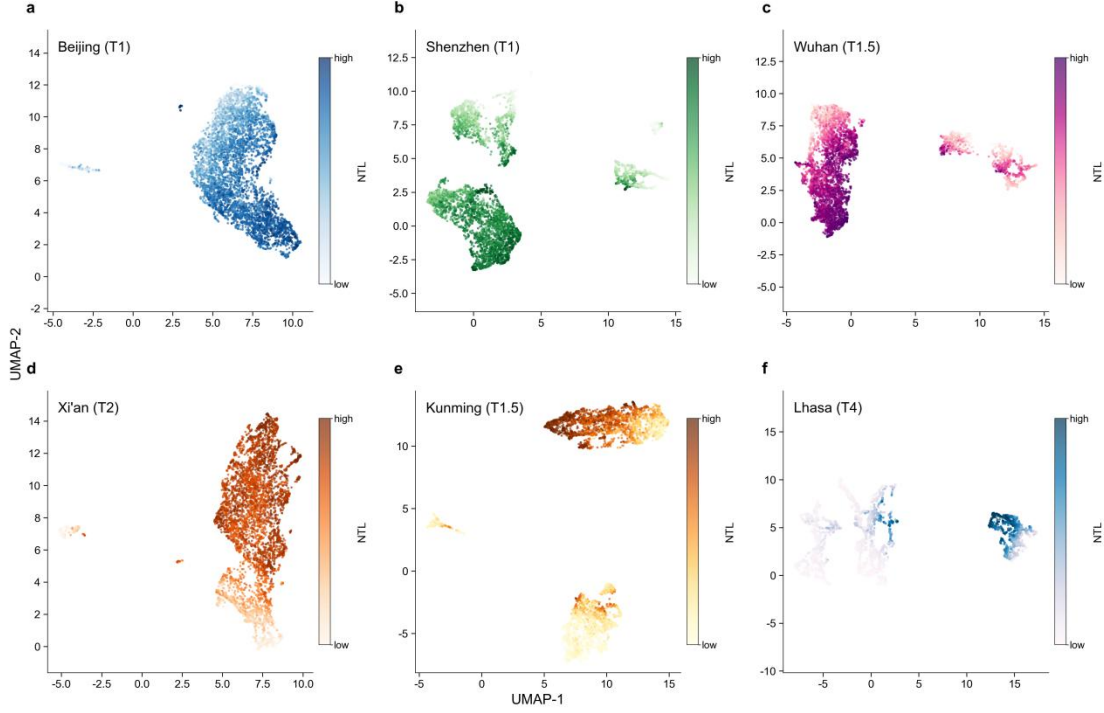 a
Beijing (T1)
14
12
10
8
6
4
2
0
-2
-5.0
-2.5
0.0
2.5
5.0
7.5
10.0
high
low
NTL
b
Shenzhen (T1)
12.5
10.0
7.5
5.0
2.5
0.0
-2.5
-5.0
0
5
10
15
high
low
NTL
c
Wuhan (T1.5)
12.5
10.0
7.5
5.0
2.5
0.0
-2.5
-5.0
-5
0
5
10
15
high
low
NTL
UMAP-2
d
Xi'an (T2)
14
12
10
8
6
4
2
0
-5.0
-2.5
0.0
2.5
5.0
7.5
10.0
high
low
NTL
e
Kunming (T1.5)
10
5
0
-5
-5
0
5
10
15
high
low
NTL
f
Lhasa (T4)
15
10
5
0
-5
-10
-5
0
5
10
15
high
low
NTL
UMAP-1